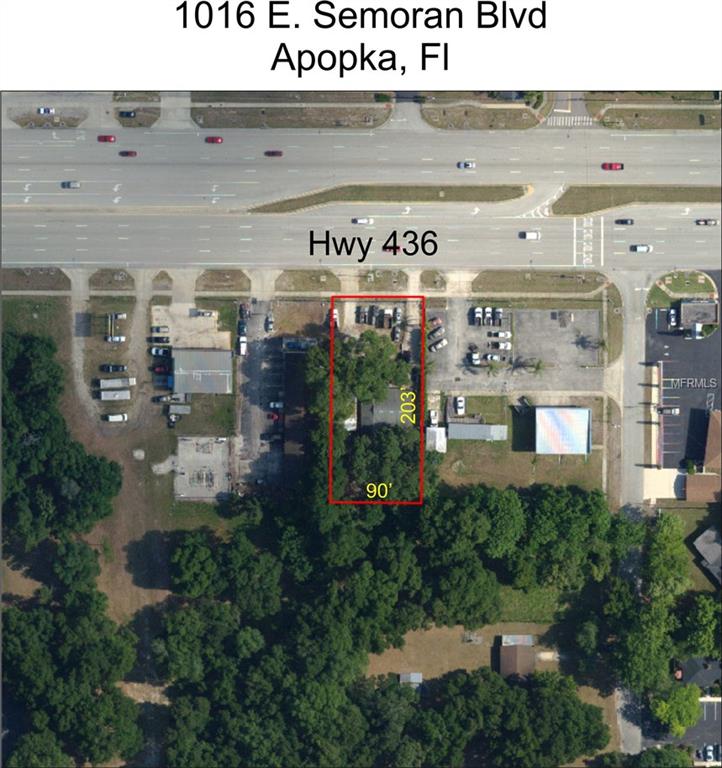 1016 E. Semoran Blvd
Apopka, Fl
Hwy 436
MFRMLS
203'
90'